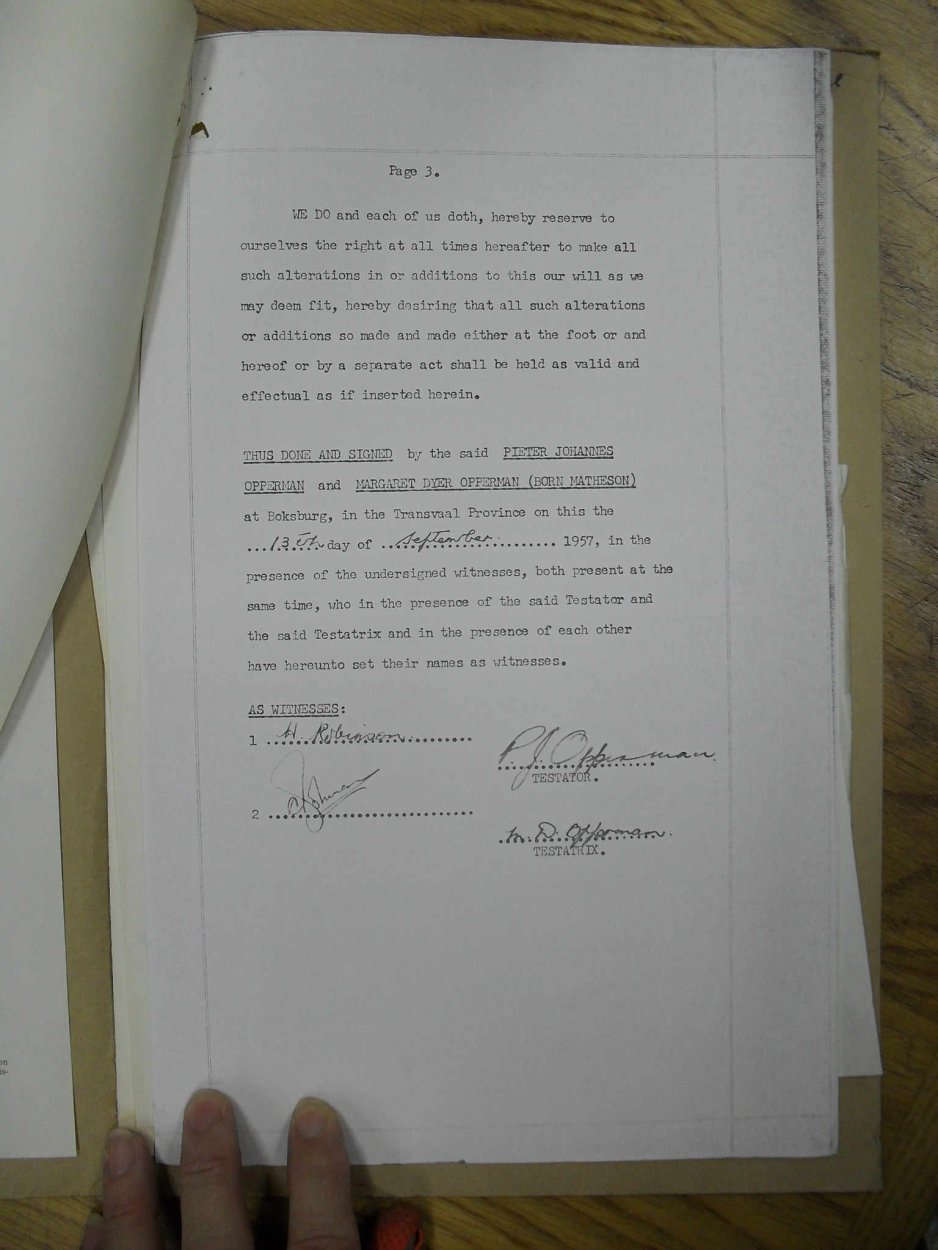 Page 3.
WE DO and each of us doth, hereby reserve to
ourselves the right at all times hereafter to make all
such alterations in or additions to this our will as we
may deem fit, hereby desiring that all such alterations
or additions so made and made either at the foot or and
hereof or by a separate act shall be held as valid and
effectual as if inserted herein.
THUS DONE AND SIGNED by the said PIETER JOHANNES
OPPERMAN and MARGARET DYER OPPERMAN (BORN MATHESON)
at Boksburg, in the Transvaal Province on this the
...13th...day of ...September......... 1957, in the
presence of the undersigned witnesses, both present at the
same time, who in the presence of the said Testator and
the said Testatrix and in the presence of each other
have hereunto set their names as witnesses.
AS WITNESSES:
1 H. Robinson
P. J. Opperman
TESTATOR.
2
M. D. Opperman.
TESTATRIX.